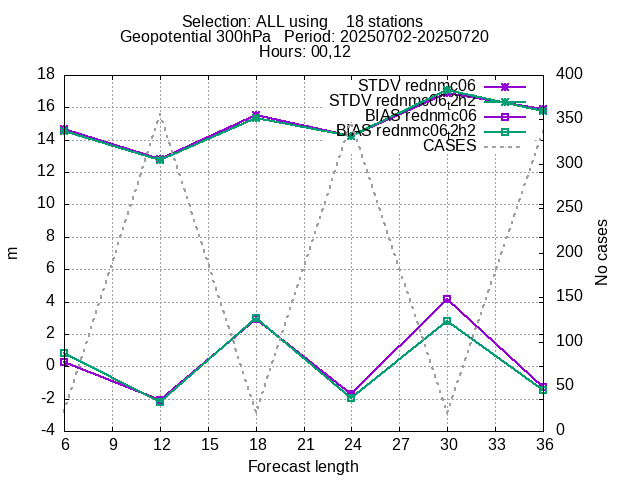 Selection: ALL using    18 stations
Geopotential 300hPa   Period: 20250702-20250720
Hours: 00,12
STDV rednmc06
STDV rednmc06,2h2
BIAS rednmc06
BIAS rednmc06,2h2
CASES
18
16
14
12
10
8
6
4
2
0
-2
-4
m
400
350
300
250
200
150
100
50
0
No cases
6 9 12 15 18 21 24 27 30 33 36
Forecast length